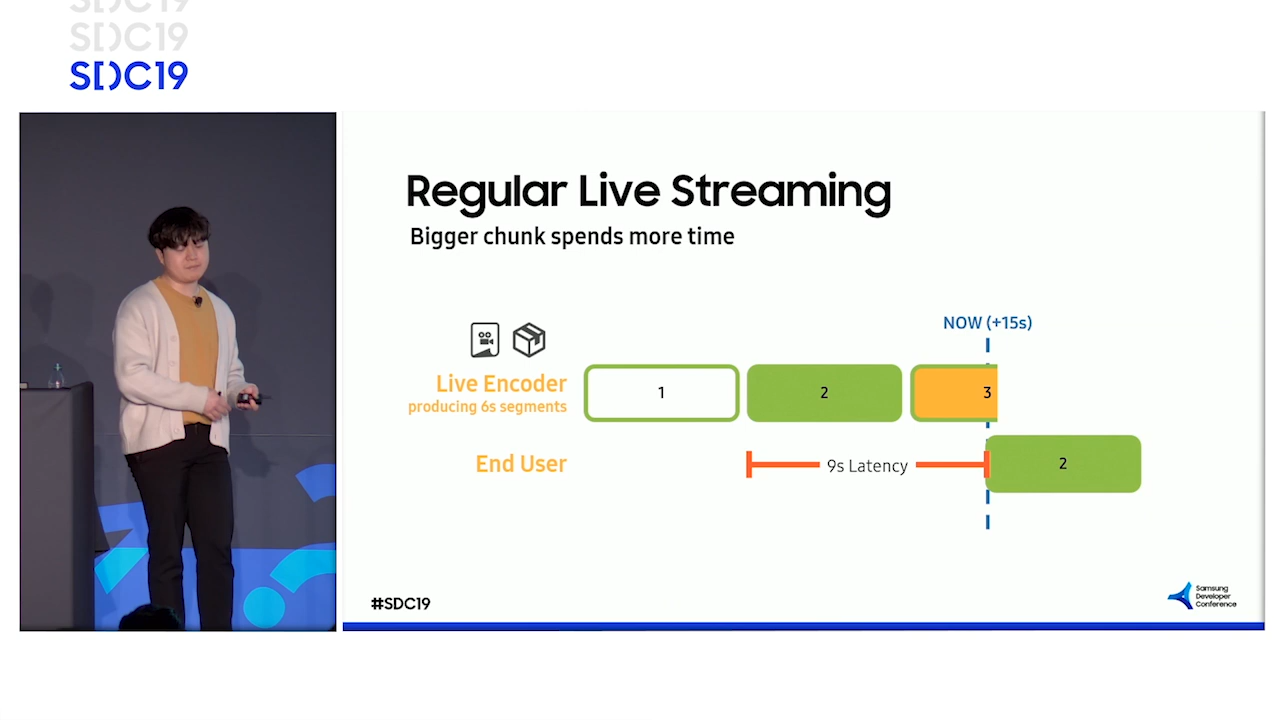 SDC19
SDC19
SDC19
Regular Live Streaming
Bigger chunk spends more time
NOW (+15s)
Live Encoder
producing 6s segments
1
2
3
End User
9s Latency
2
#SDC19
Samsung
Developer
Conference